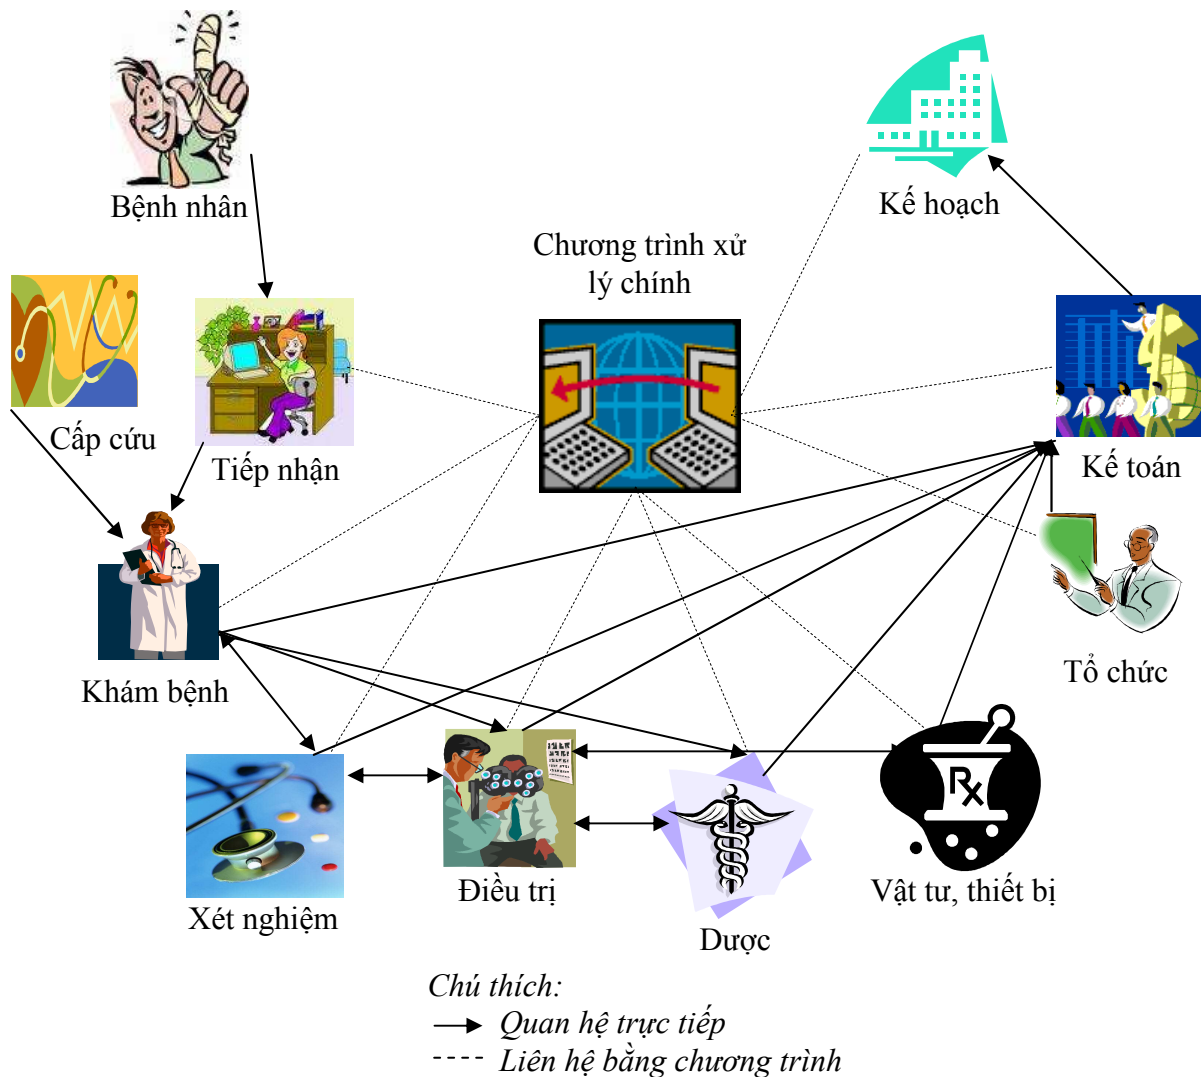 Bệnh nhân
Kế hoạch
Chương trình xử
lý chính
Cấp cứu
Tiếp nhận
Kế toán
Khám bệnh
Tổ chức
Xét nghiệm
Điều trị
Rx
Vật tư, thiết bị
Dược
Chú thích:
Quan hệ trực tiếp
Liên hệ bằng chương trình